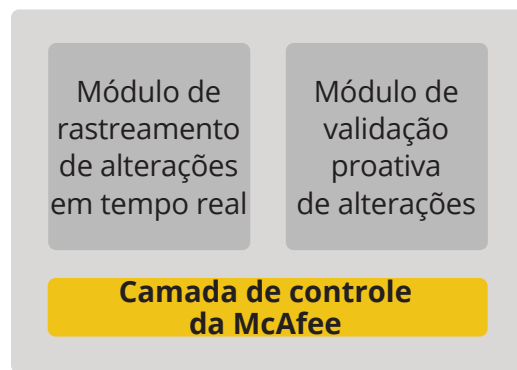 Módulo de
rastreamento
de alterações
em tempo real
Módulo de
validação
proativa
de alterações
Camada de controle
da McAfee